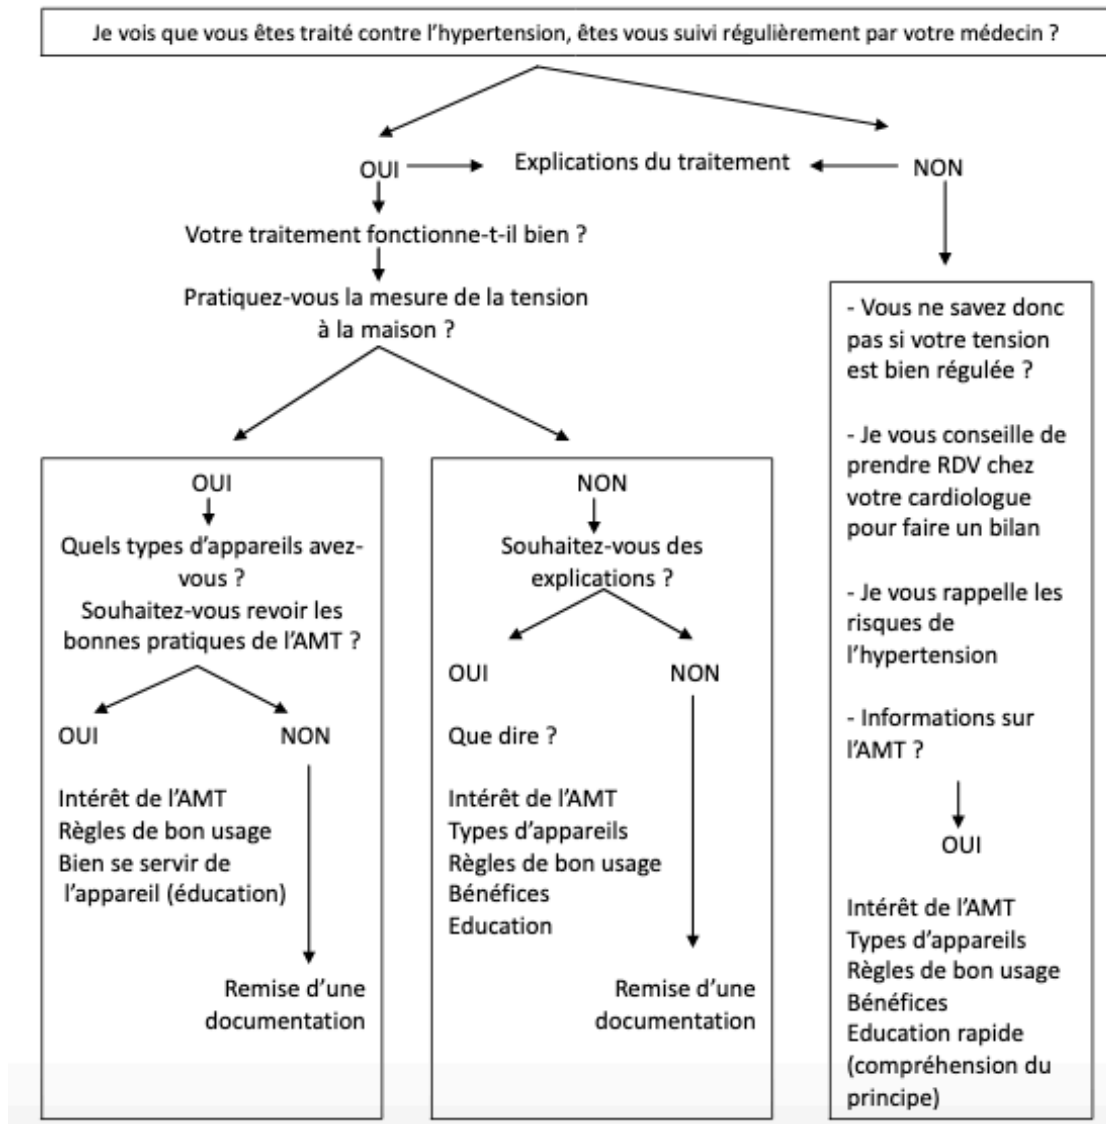 Je vois que vous êtes traité contre l'hypertension, êtes vous suivi régulièrement par votre médecin ?
OUI
Explications du traitement
NON
Votre traitement fonctionne-t-il bien ?
Pratiquez-vous la mesure de la tension
à la maison ?
OUI
Quels types d'appareils avez-
vous ?
Souhaitez-vous revoir les
bonnes pratiques de l'AMT ?
OUI
NON
Intérêt de l'AMT
Règles de bon usage
Bien se servir de
l'appareil (éducation)
Remise d'une
documentation
NON
Souhaitez-vous des
explications ?
OUI
NON
Que dire ?
Intérêt de l'AMT
Types d'appareils
Règles de bon usage
Bénéfices
Education
Remise d'une
documentation
- Vous ne savez donc
pas si votre tension
est bien régulée ?
- Je vous conseille de
prendre RDV chez
votre cardiologue
pour faire un bilan
- Je vous rappelle les
risques de
l'hypertension
- Informations sur
l'AMT ?
OUI
Intérêt de l'AMT
Types d'appareils
Règles de bon usage
Bénéfices
Education rapide
(compréhension du
principe)